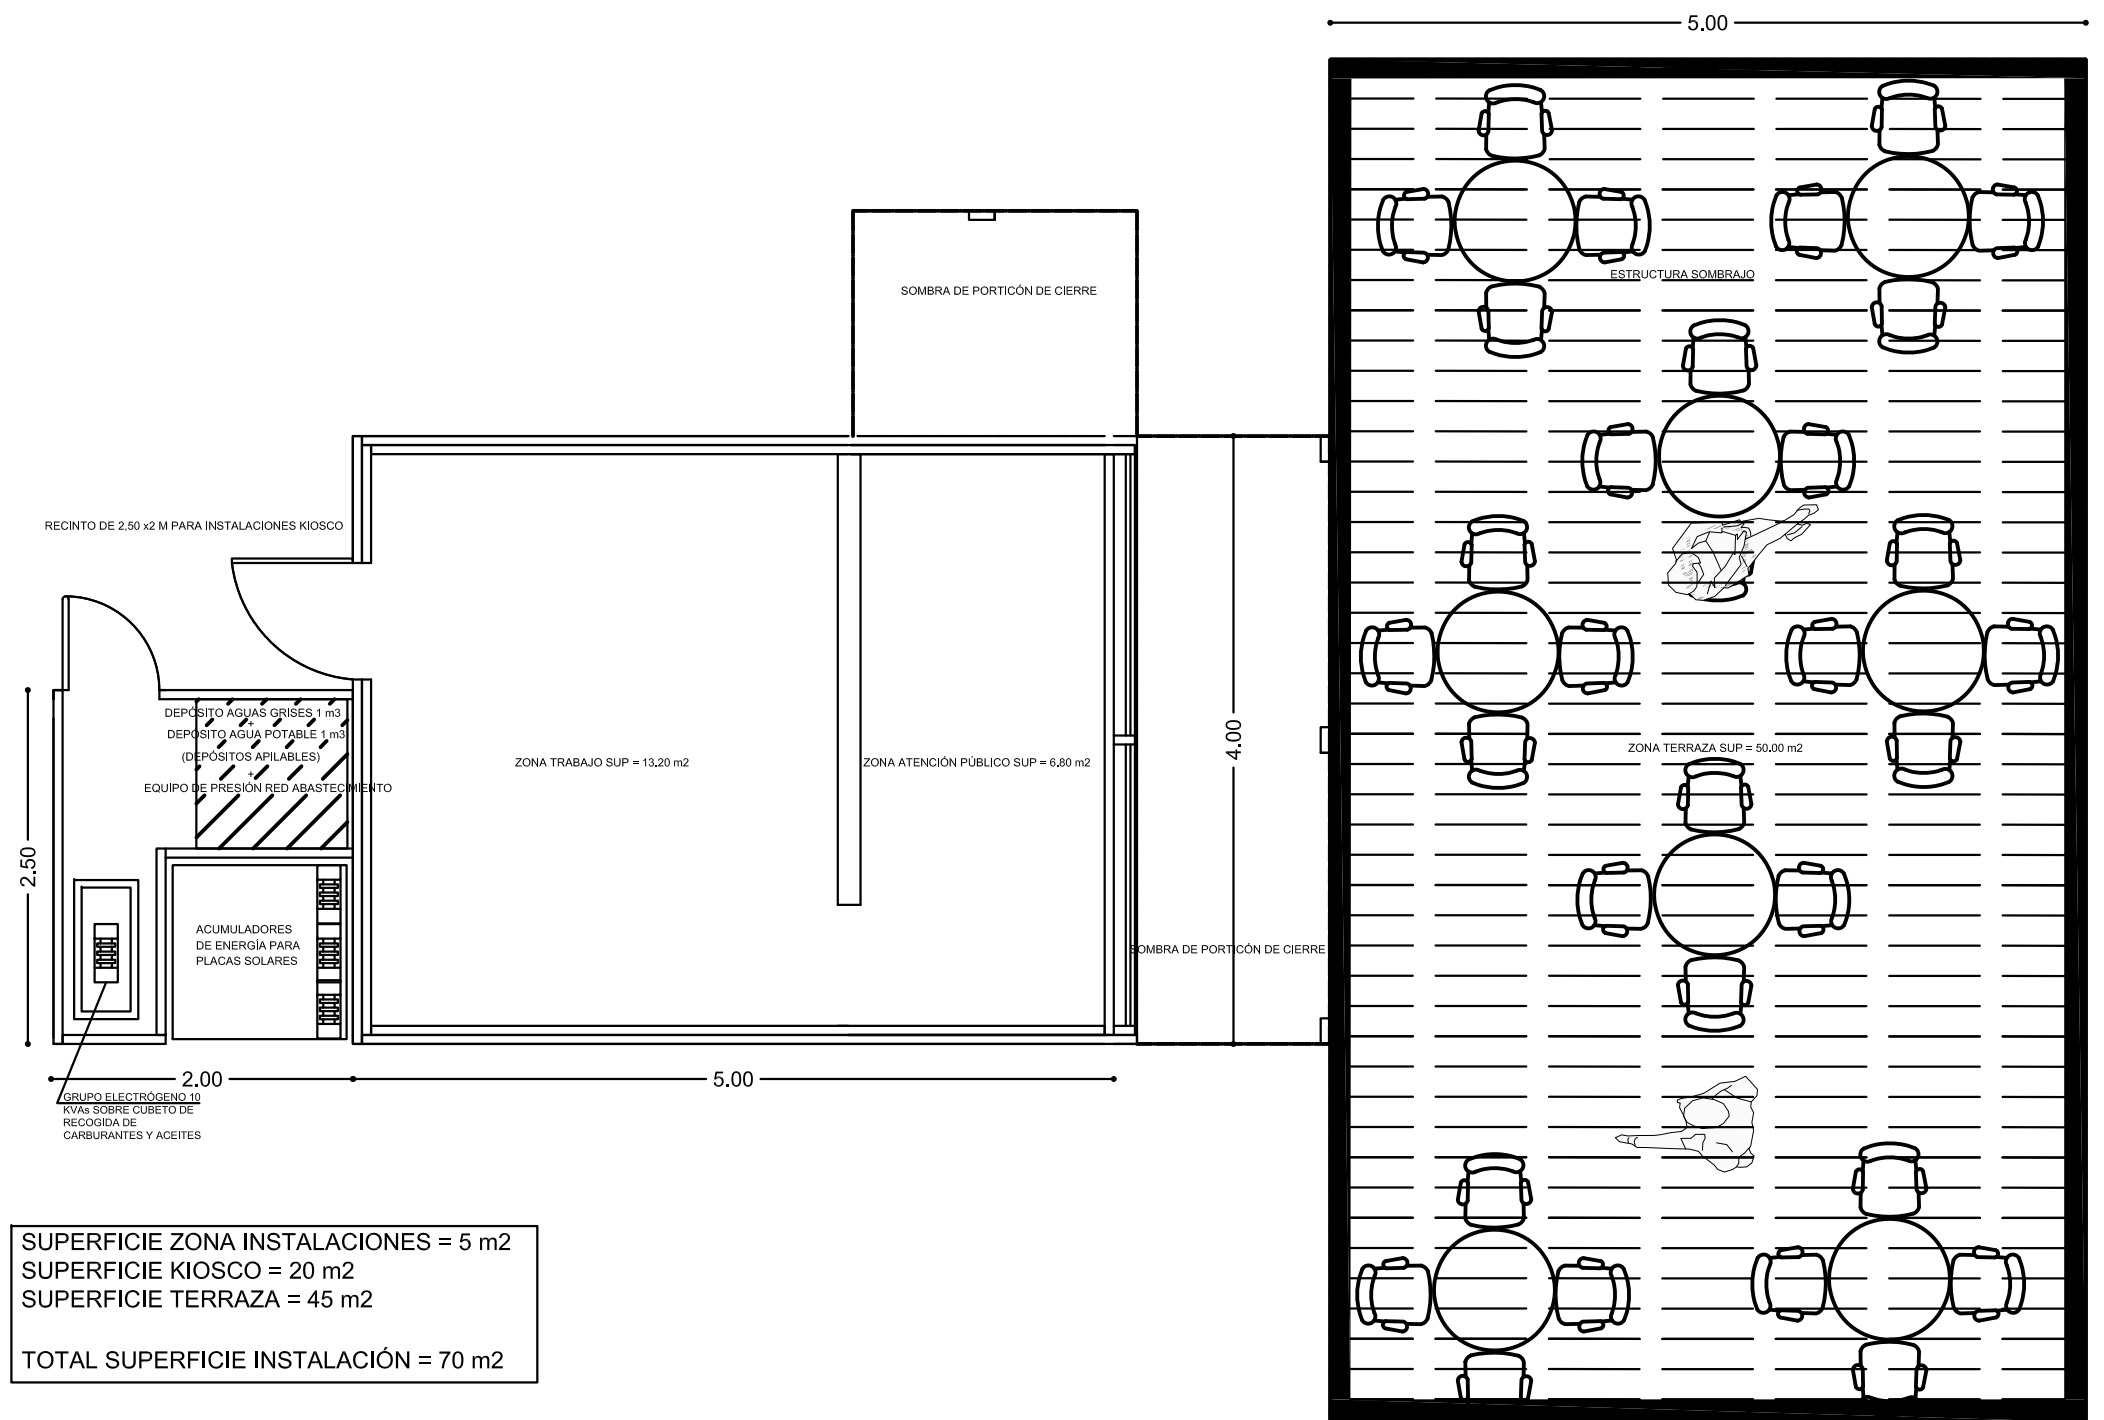 5.00
SOMBRA DE PORTICÓN DE CIERRE
ESTRUCTURA SOMBRAJO
RECINTO DE 2,50 x2 M PARA INSTALACIONES KIOSCO
DEPÓSITO AGUAS GRISES 1 m3
+
DEPÓSITO AGUA POTABLE 1 m3
(DEPÓSITOS APILABLES)
+
EQUIPO DE PRESIÓN RED ABASTECIMIENTO
ZONA TRABAJO SUP = 13.20 m2
ZONA ATENCIÓN PÚBLICO SUP = 6.80 m2
4.00
ZONA TERRAZA SUP = 50.00 m2
2.50
ACUMULADORES
DE ENERGÍA PARA
PLACAS SOLARES
SOMBRA DE PORTICÓN DE CIERRE
2.00
5.00
GRUPO ELECTRÓGENO 10
KVAs SOBRE CUBETO DE
RECOGIDA DE
CARBURANTES Y ACEITES
SUPERFICIE ZONA INSTALACIONES = 5 m2
SUPERFICIE KIOSCO = 20 m2
SUPERFICIE TERRAZA = 45 m2
TOTAL SUPERFICIE INSTALACIÓN = 70 m2